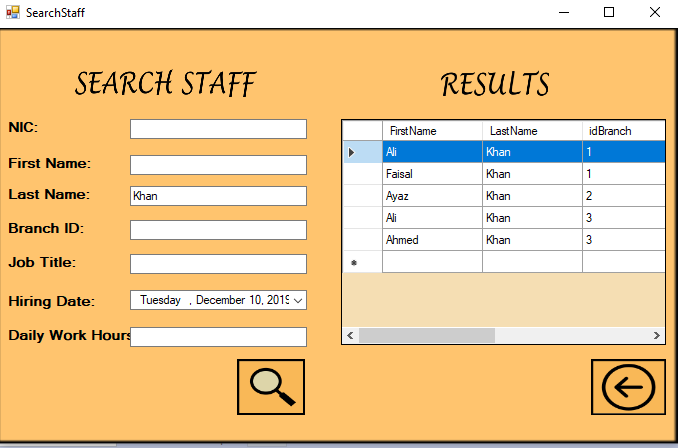 SearchStaff
SEARCH STAFF
NIC:
First Name:
Last Name: Khan
Branch ID:
Job Title:
Hiring Date: Tuesday , December 10, 2019
Daily Work Hours
RESULTS
FirstName LastName idBranch
Ali Khan 1
Faisal Khan 1
Ayaz Khan 2
Ali Khan 3
Ahmed Khan 3